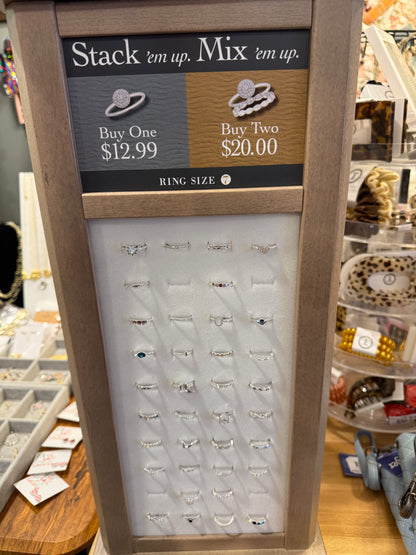 Stack 'em up. Mix 'em up.
Buy One
$12.99
Buy Two
$20.00
RING SIZE 7